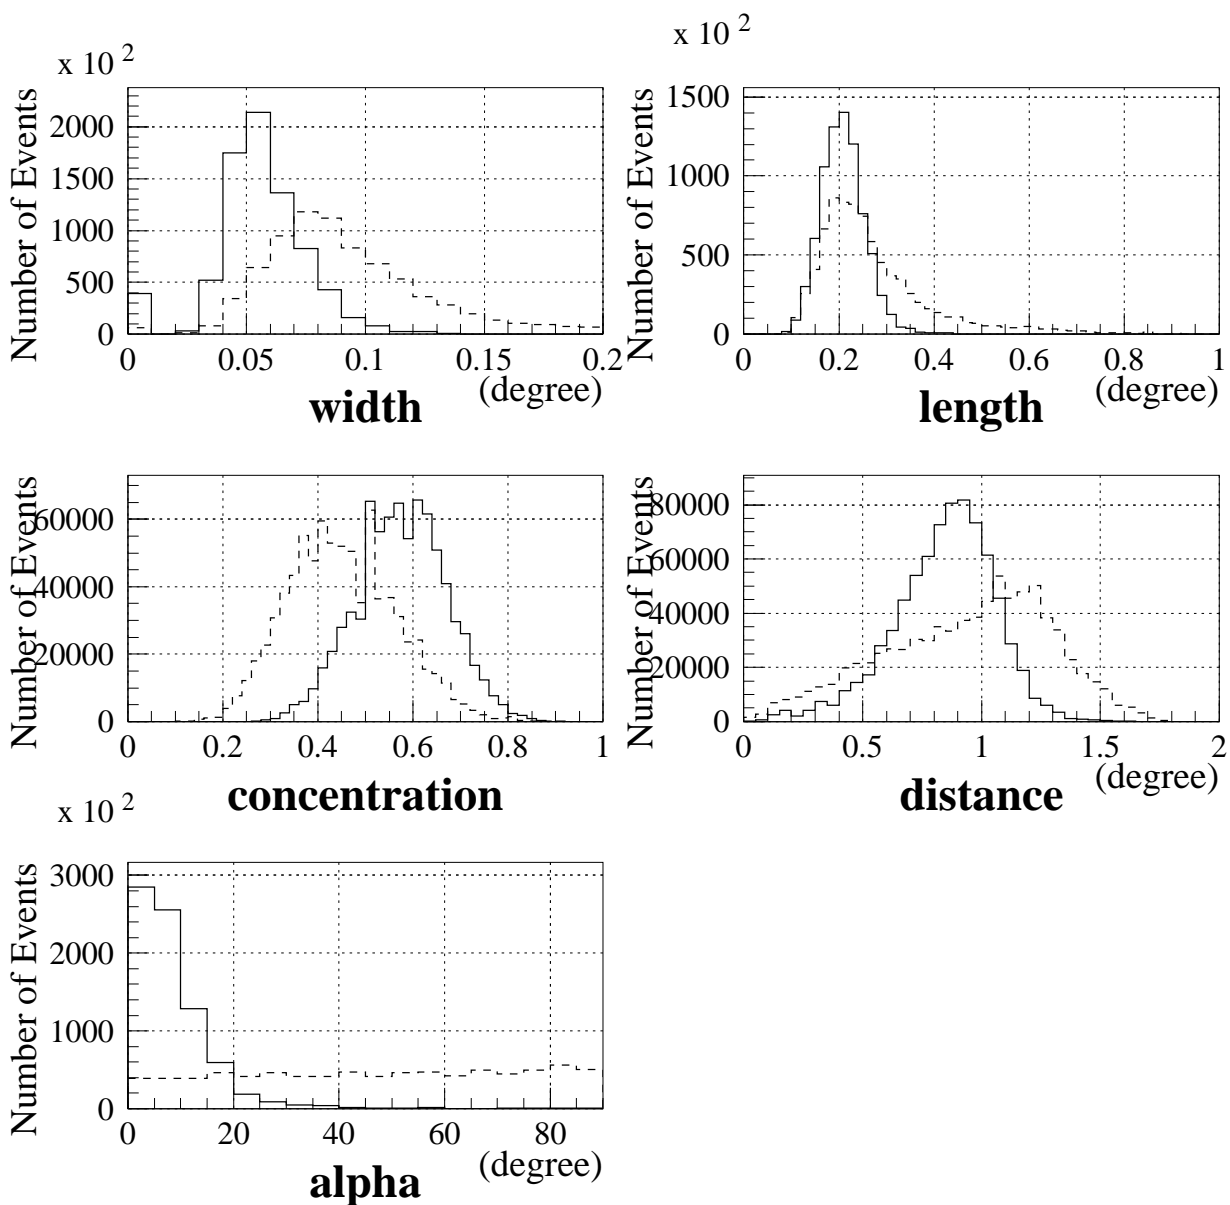 x 10 2
Number of Events
2000
1500
1000
500
0
0 0.05 0.1 0.15 0.2
(degree)
width
x 10 2
Number of Events
1500
1000
500
0
0 0.2 0.4 0.6 0.8 1
(degree)
length
Number of Events
60000
40000
20000
0
0 0.2 0.4 0.6 0.8 1
concentration
Number of Events
80000
60000
40000
20000
0
0 0.5 1 1.5 2
(degree)
distance
x 10 2
Number of Events
3000
2000
1000
0
0 20 40 60 80
(degree)
alpha